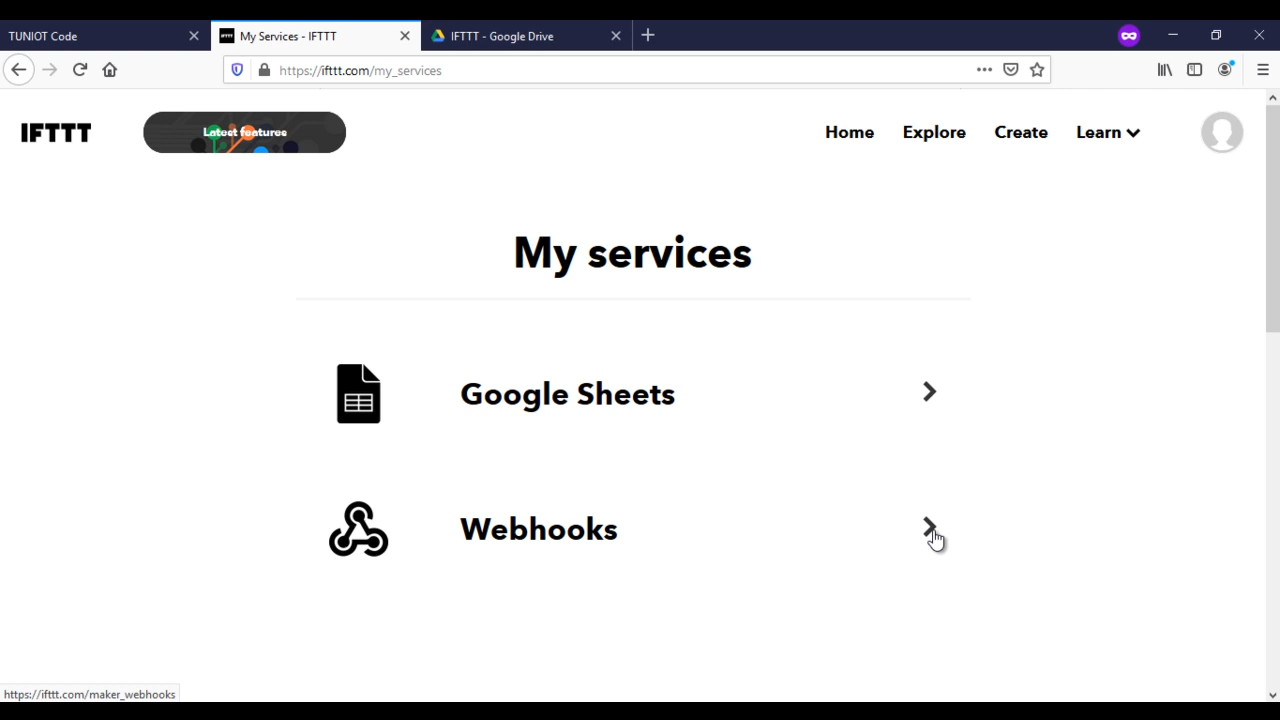 TUNIOT Code
IFTTT My Services - IFTTT
IFTTT - Google Drive
https://ifttt.com/my_services
IFTTT
Latest features
Home Explore Create Learn
My services
Google Sheets
Webhooks
https://ifttt.com/maker_webhooks